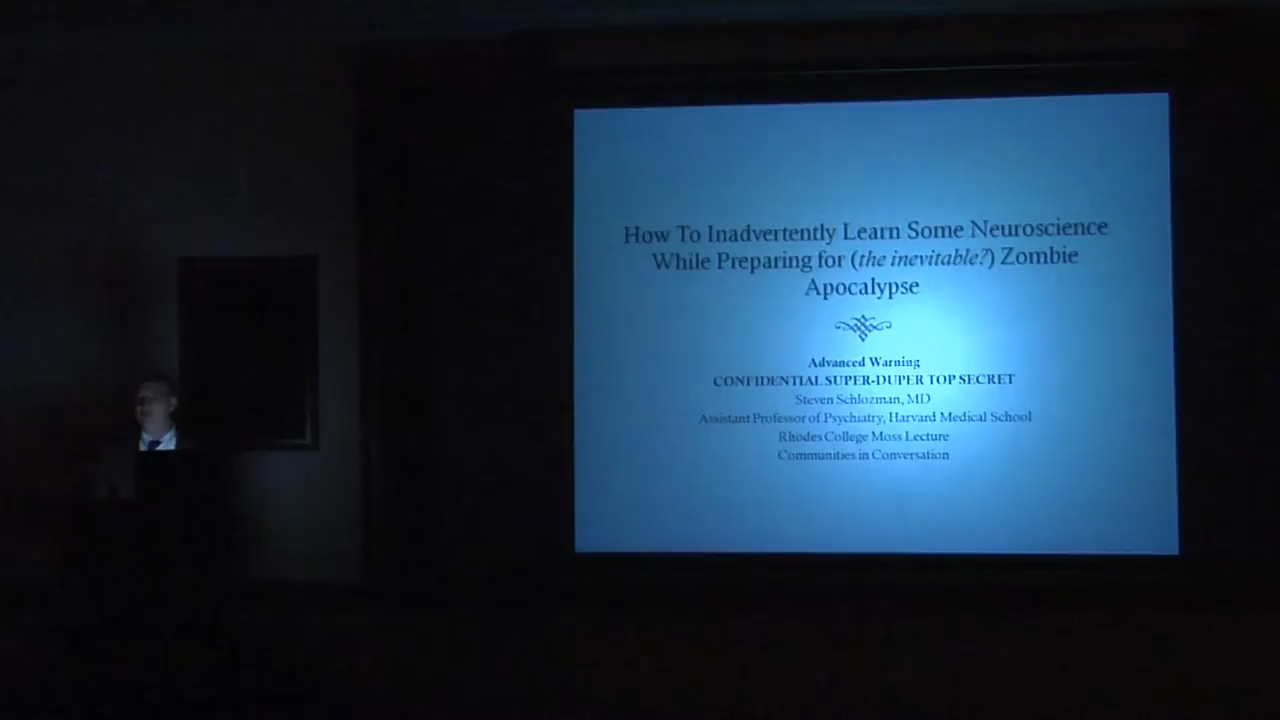 How To Inadvertently Learn Some Neuroscience
While Preparing for (the inevitable?) Zombie
Apocalypse
Advanced Warning
CONFIDENTIAL SUPER-DUPER TOP SECRET
Steven Schlozman, MD
Assistant Professor of Psychiatry, Harvard Medical School
Rhodes College Moss Lecture
Communities in Conversation